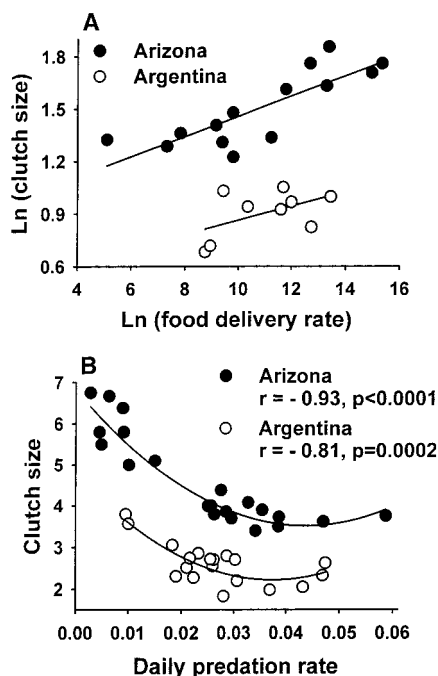 A
Arizona
Argentina
1.8
1.5
1.2
0.9
0.6
Ln (clutch size)
4 6 8 10 12 14 16
Ln (food delivery rate)
B
Arizona
r = - 0.93, p<0.0001
Argentina
r = - 0.81, p=0.0002
7
6
5
4
3
2
Clutch size
0.00 0.01 0.02 0.03 0.04 0.05 0.06
Daily predation rate